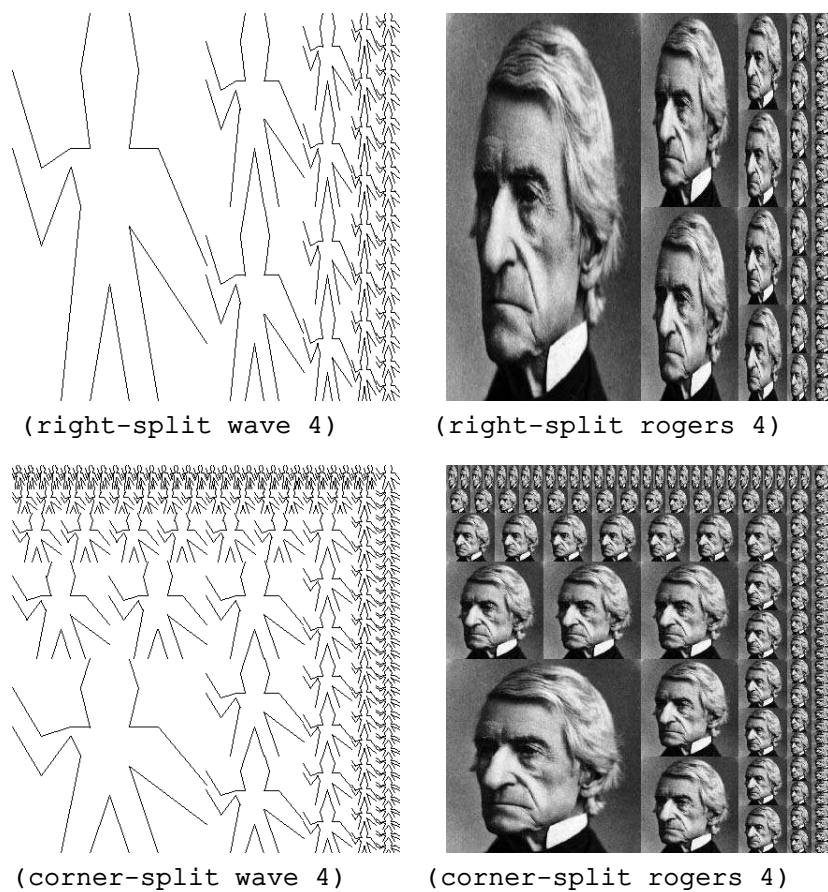 (right-split wave 4)
(right-split rogers 4)
(corner-split wave 4)
(corner-split rogers 4)